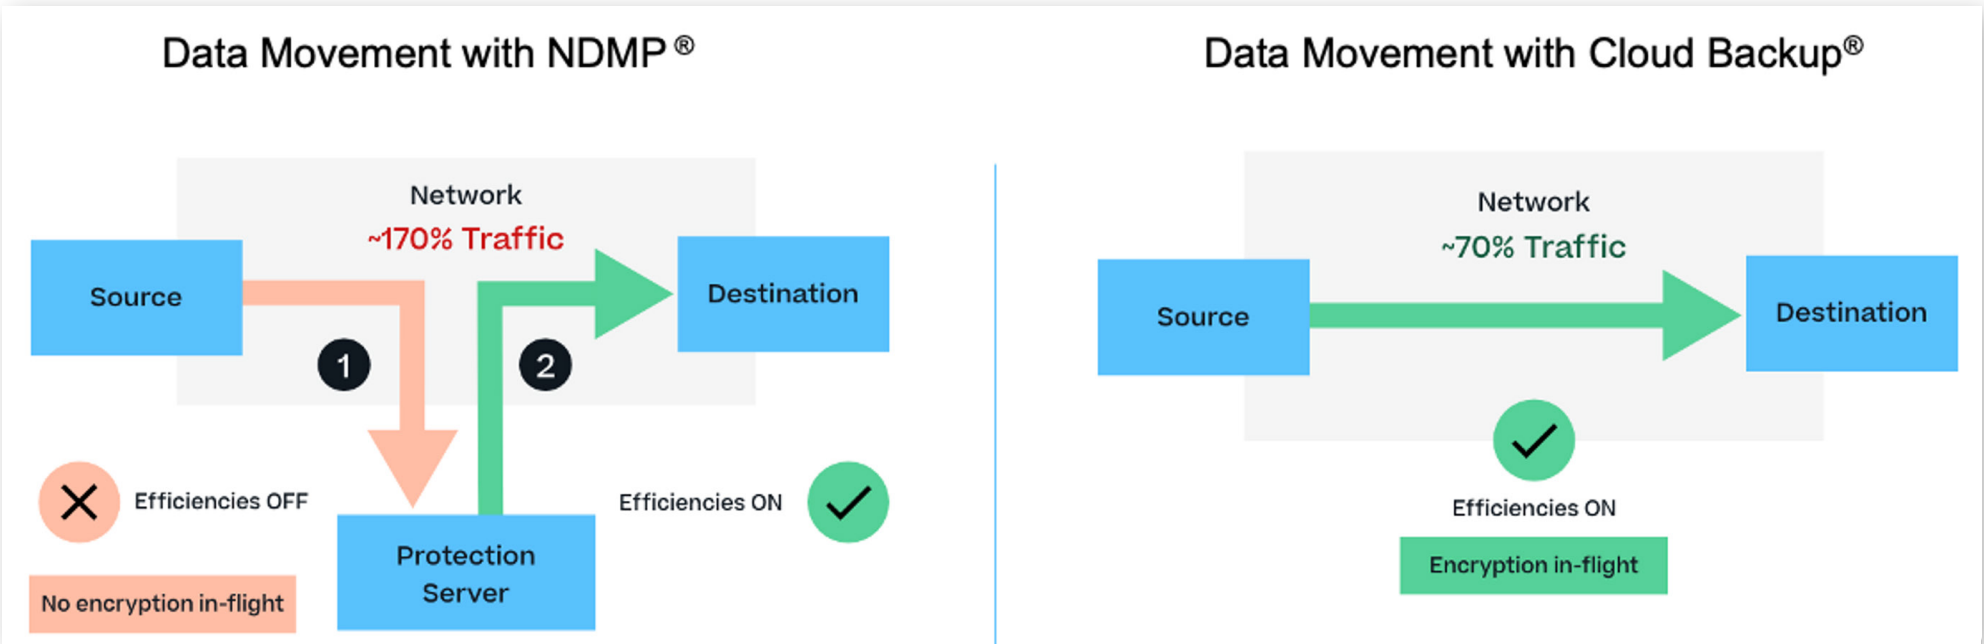 Data Movement with NDMP ®
Network
~170% Traffic
Source
Destination
1
2
Efficiencies OFF
Efficiencies ON
Protection
Server
No encryption in-flight
Data Movement with Cloud Backup®
Network
~70% Traffic
Source
Destination
Efficiencies ON
Encryption in-flight